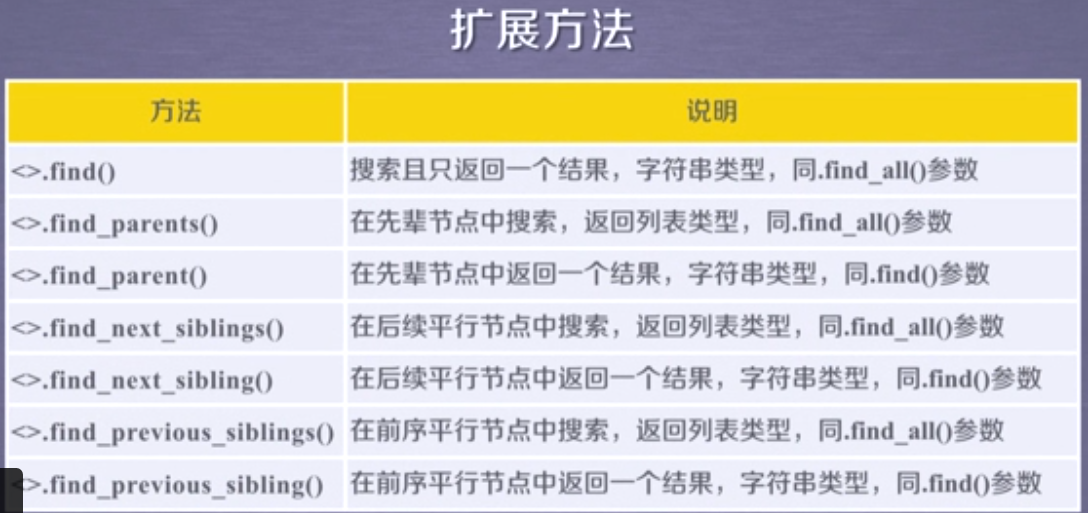 扩展方法
方法 说明
<>.find() 搜索且只返回一个结果，字符串类型，同.find_all()参数
<>.find_parents() 在先辈节点中搜索，返回列表类型，同.find_all()参数
<>.find_parent() 在先辈节点中返回一个结果，字符串类型，同.find()参数
<>.find_next_siblings() 在后续平行节点中搜索，返回列表类型，同.find_all()参数
<>.find_next_sibling() 在后续平行节点中返回一个结果，字符串类型，同.find()参数
<>.find_previous_siblings() 在前序平行节点中搜索，返回列表类型，同.find_all()参数
<>.find_previous_sibling() 在前序平行节点中返回一个结果，字符串类型，同.find()参数